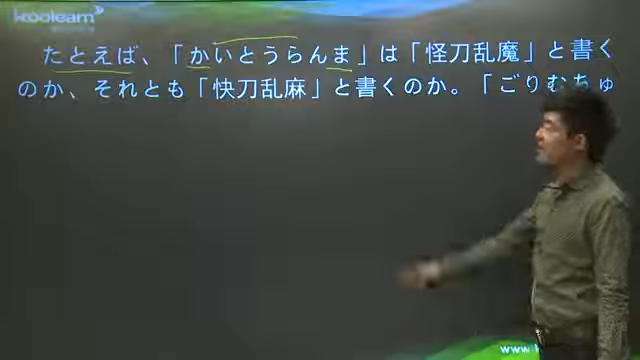 koolearn
たとえば、「かいとうらんま」は「怪刀乱魔」と書く
のか、それとも「快刀乱麻」と書くのか。「ごりむちゅ
www.k